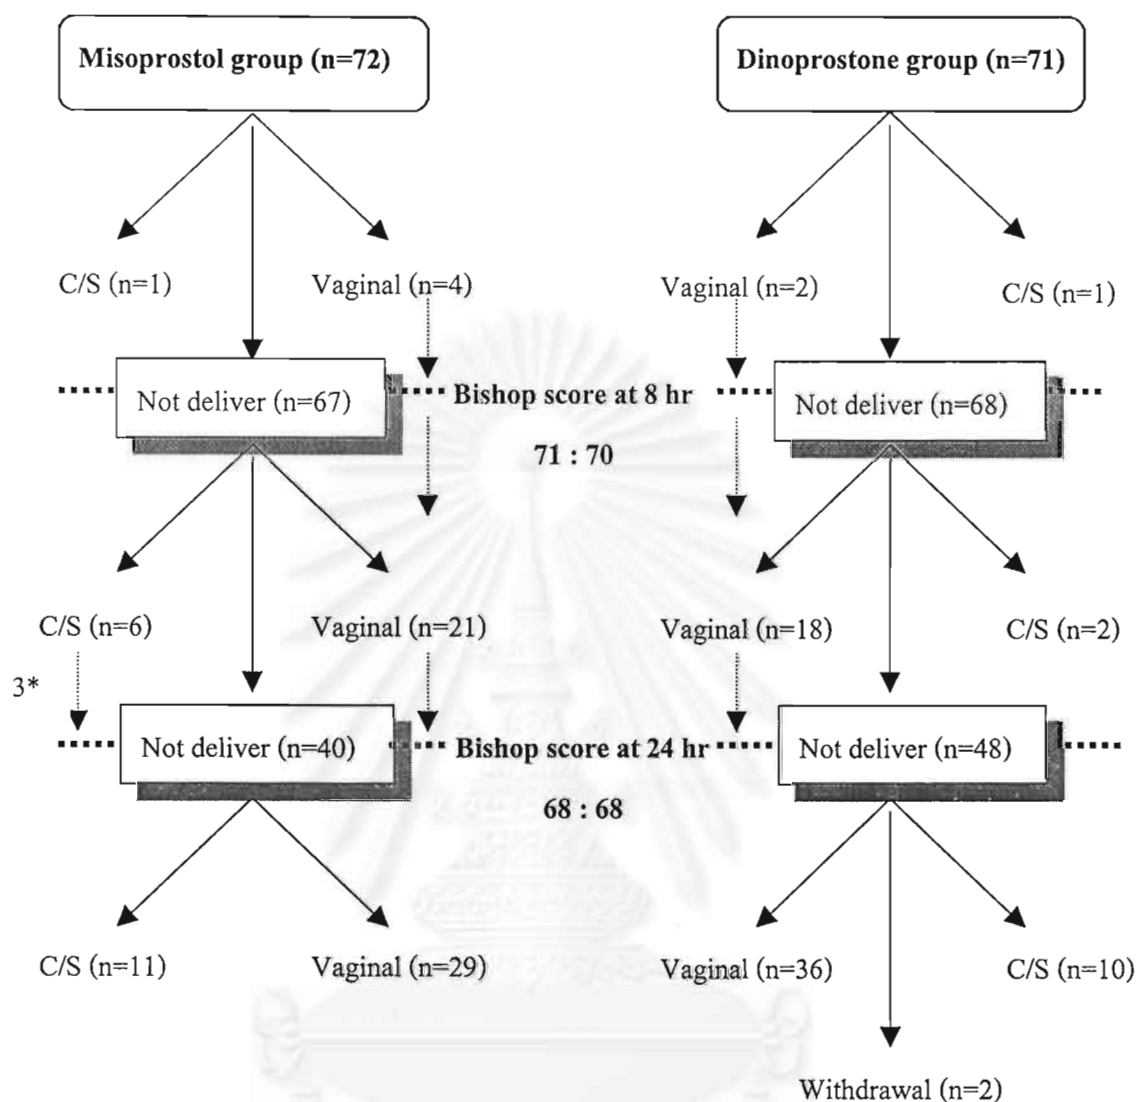 Misoprostol group (n=72)
Dinoprostone group (n=71)
C/S (n=1)
Vaginal (n=4)
Vaginal (n=2)
C/S (n=1)
Not deliver (n=67)
Bishop score at 8 hr
Not deliver (n=68)
71 : 70
C/S (n=6)
Vaginal (n=21)
Vaginal (n=18)
C/S (n=2)
3*
Not deliver (n=40)
Bishop score at 24 hr
Not deliver (n=48)
68 : 68
C/S (n=11)
Vaginal (n=29)
Vaginal (n=36)
C/S (n=10)
Withdrawal (n=2)